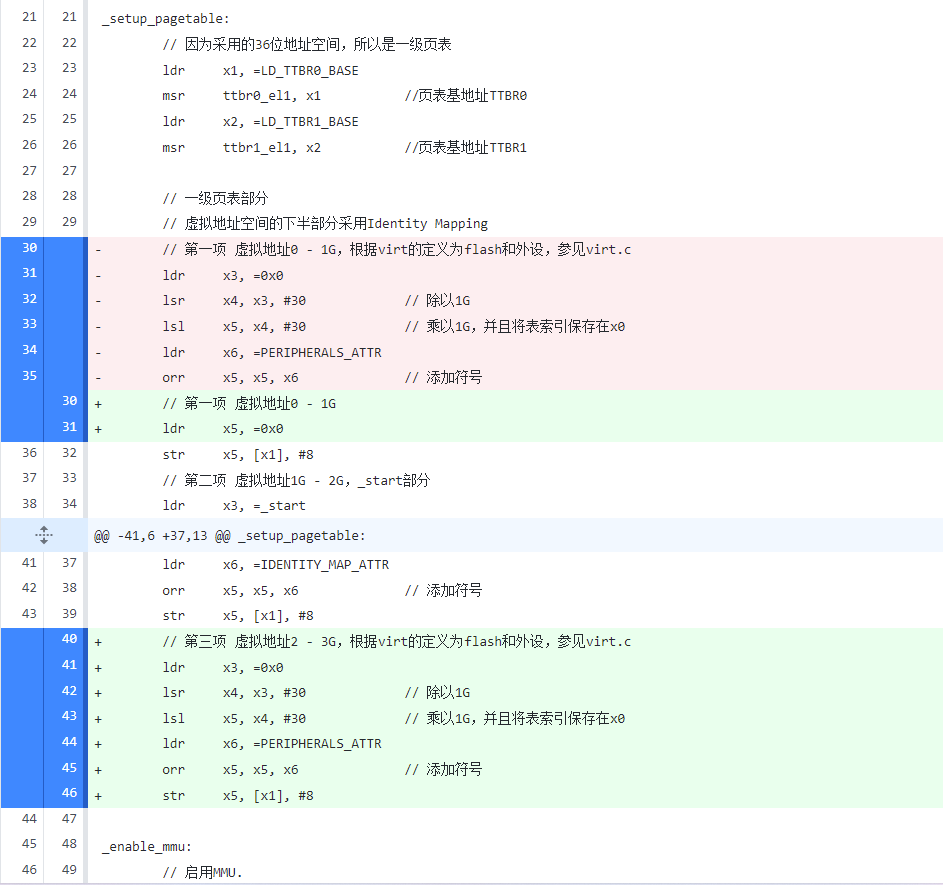 21 21 _setup_pagetable:
22 22 // 因为采用的36位地址空间，所以是一级页表
23 23 ldr x1, =LD_TTBR0_BASE
24 24 msr ttbr0_el1, x1 //页表基地址TTBR0
25 25 ldr x2, =LD_TTBR1_BASE
26 26 msr ttbr1_el1, x2 //页表基地址TTBR1
27 27
28 28 // 一级页表部分
29 29 // 虚拟地址空间的下半部分采用Identity Mapping
30 - // 第一项 虚拟地址0 - 1G，根据virt的定义为flash和外设，参见virt.c
31 - ldr x3, =0x0
32 - lsr x4, x3, #30 // 除以1G
33 - lsl x5, x4, #30 // 乘以1G，并且将表索引保存在x0
34 - ldr x6, =PERIPHERALS_ATTR
35 - orr x5, x5, x6 // 添加符号
30 + // 第一项 虚拟地址0 - 1G
31 + ldr x5, =0x0
36 32 str x5, [x1], #8
37 33 // 第二项 虚拟地址1G - 2G，_start部分
38 34 ldr x3, =_start
@@ -41,6 +37,13 @@ _setup_pagetable:
41 37 ldr x6, =IDENTITY_MAP_ATTR
42 38 orr x5, x5, x6 // 添加符号
43 39 str x5, [x1], #8
40 + // 第三项 虚拟地址2 - 3G，根据virt的定义为flash和外设，参见virt.c
41 + ldr x3, =0x0
42 + lsr x4, x3, #30 // 除以1G
43 + lsl x5, x4, #30 // 乘以1G，并且将表索引保存在x0
44 + ldr x6, =PERIPHERALS_ATTR
45 + orr x5, x5, x6 // 添加符号
46 + str x5, [x1], #8
44 47
45 48 _enable_mmu:
46 49 // 启用MMU.